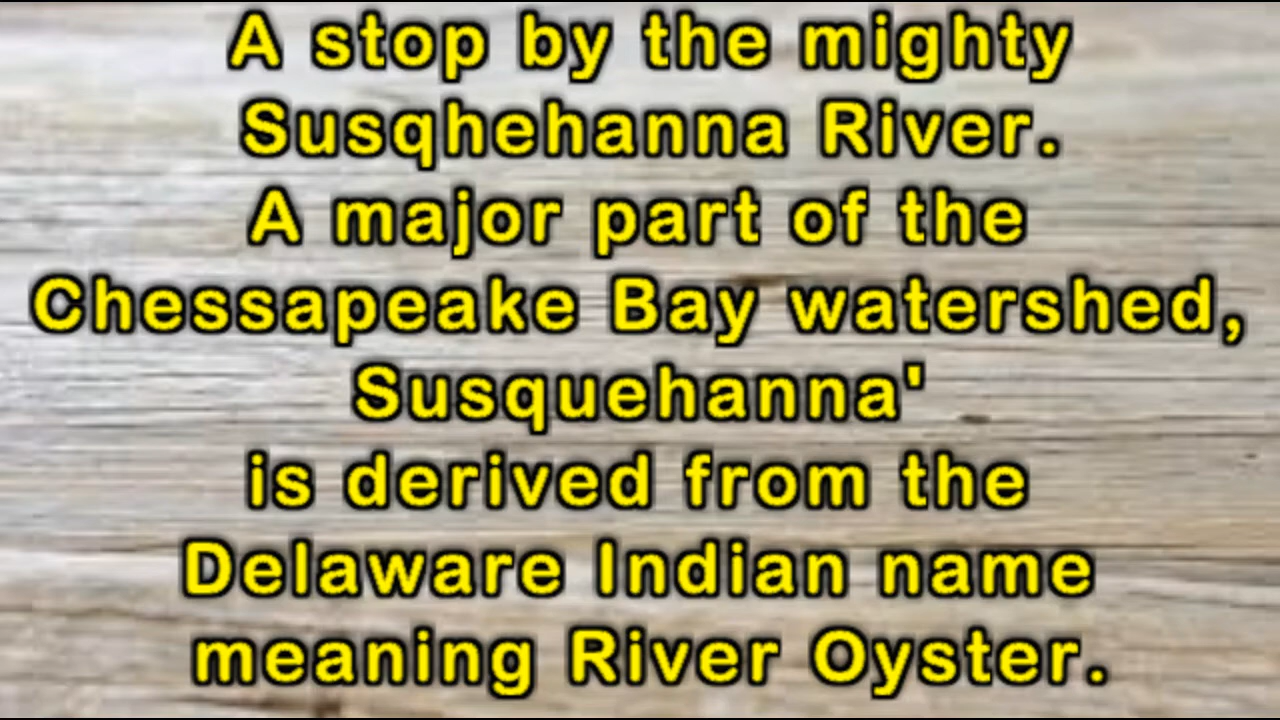 A stop by the mighty
Susqhehanna River.
A major part of the
Chessapeake Bay watershed,
Susquehanna'
is derived from the
Delaware Indian name
meaning River Oyster.